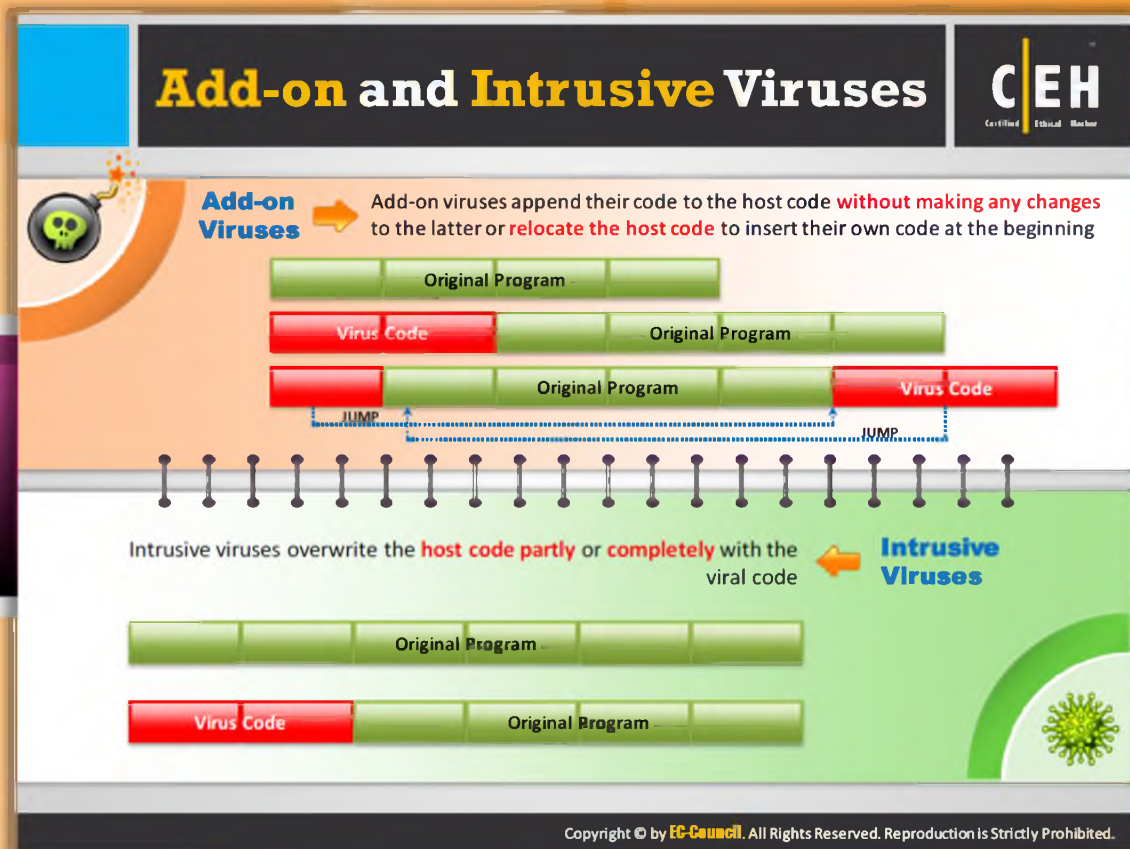 Add-on and Intrusive Viruses
C|EH
Certified Ethical Hacker
Add-on
Viruses
Add-on viruses append their code to the host code without making any changes
to the latter or relocate the host code to insert their own code at the beginning
Original Program
Virus Code
Original Program
Original Program
Virus Code
JUMP
JUMP
Intrusive viruses overwrite the host code partly or completely with the
viral code
Intrusive
Viruses
Original Program
Virus Code
Original Program
Copyright © by EC-Council. All Rights Reserved. Reproduction is Strictly Prohibited.